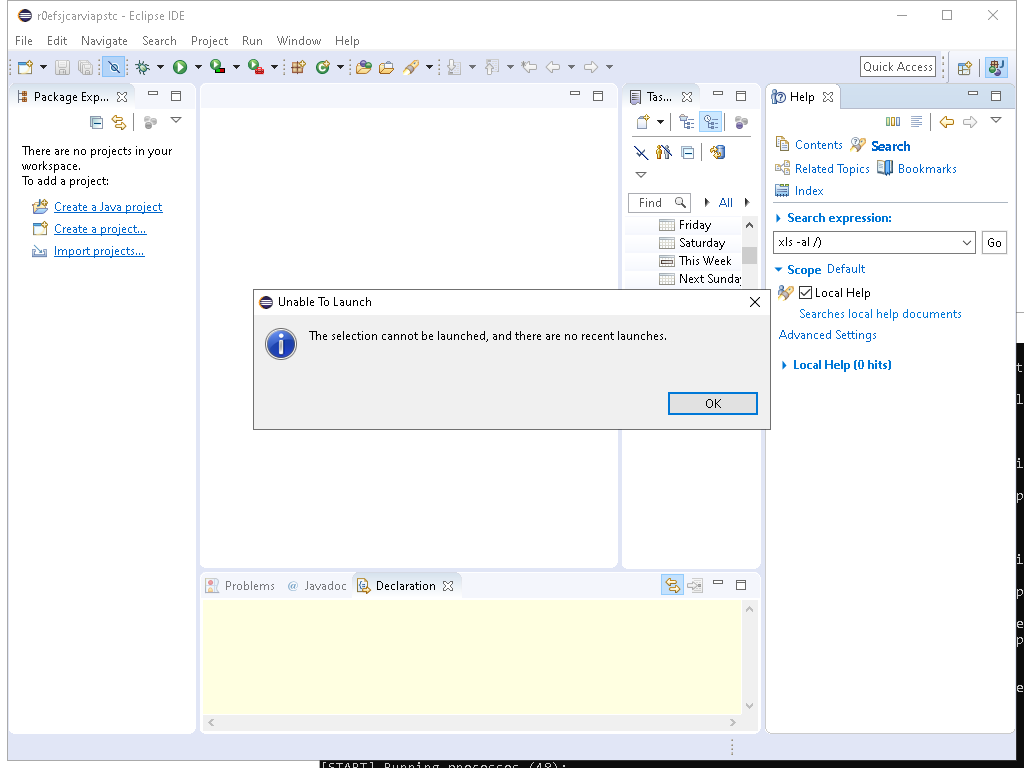 r0efsjcarviapstc - Eclipse IDE
File Edit Navigate Search Project Run Window Help
Quick Access
Package Exp...
There are no projects in your
workspace.
To add a project:
Create a Java project
Create a project...
Import projects...
Tas...
Find
All
Friday
Saturday
This Week
Next Sunday
Help
Contents Search
Related Topics Bookmarks
Index
Search expression:
xls -al /)
Go
Scope Default
Local Help
Searches local help documents
Advanced Settings
Local Help (0 hits)
Unable To Launch
The selection cannot be launched, and there are no recent launches.
OK
Problems @ Javadoc Declaration
[START] Running processes (48):